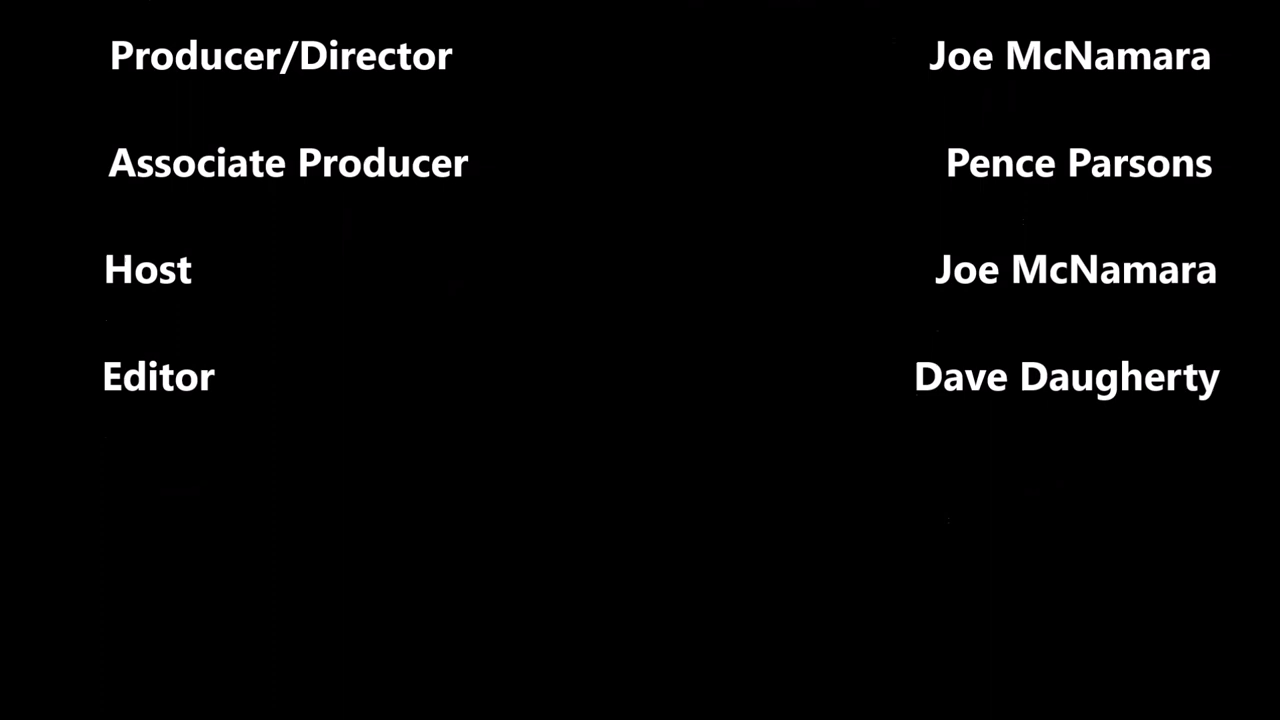 Producer/Director Joe McNamara
Associate Producer Pence Parsons
Host Joe McNamara
Editor Dave Daugherty